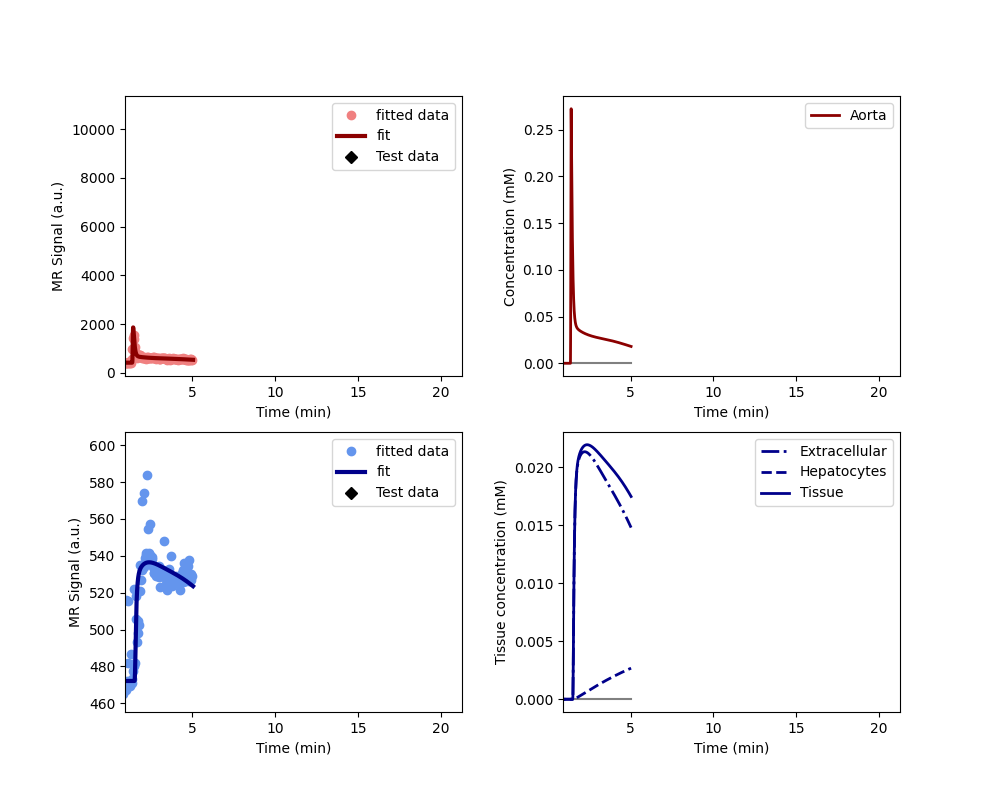 fitted data
fit
Test data
10000
8000
6000
4000
2000
0
MR Signal (a.u.)
5
10
15
20
Time (min)
Aorta
0.25
0.20
0.15
0.10
0.05
0.00
Concentration (mM)
5
10
15
20
Time (min)
fitted data
fit
Test data
600
580
560
540
520
500
480
460
MR Signal (a.u.)
5
10
15
20
Time (min)
Extracellular
Hepatocytes
Tissue
0.020
0.015
0.010
0.005
0.000
Tissue concentration (mM)
5
10
15
20
Time (min)